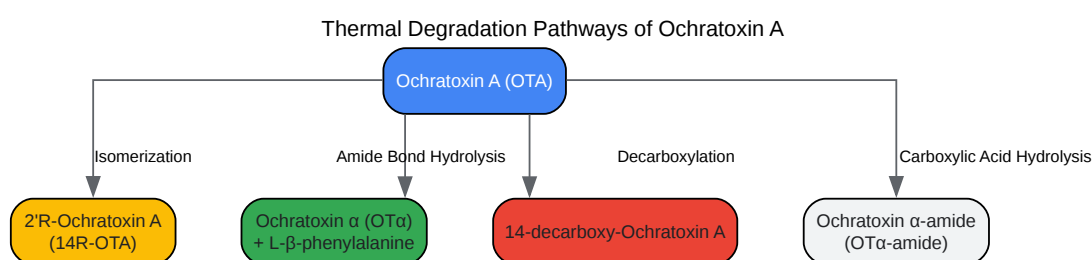 Thermal Degradation Pathways of Ochratoxin A
Ochratoxin A (OTA)
Isomerization
Amide Bond Hydrolysis
Decarboxylation
Carboxylic Acid Hydrolysis
2'R-Ochratoxin A
(14R-OTA)
Ochratoxin α (OTα)
+ L-β-phenylalanine
14-decarboxy-Ochratoxin A
Ochratoxin α-amide
(OTα-amide)